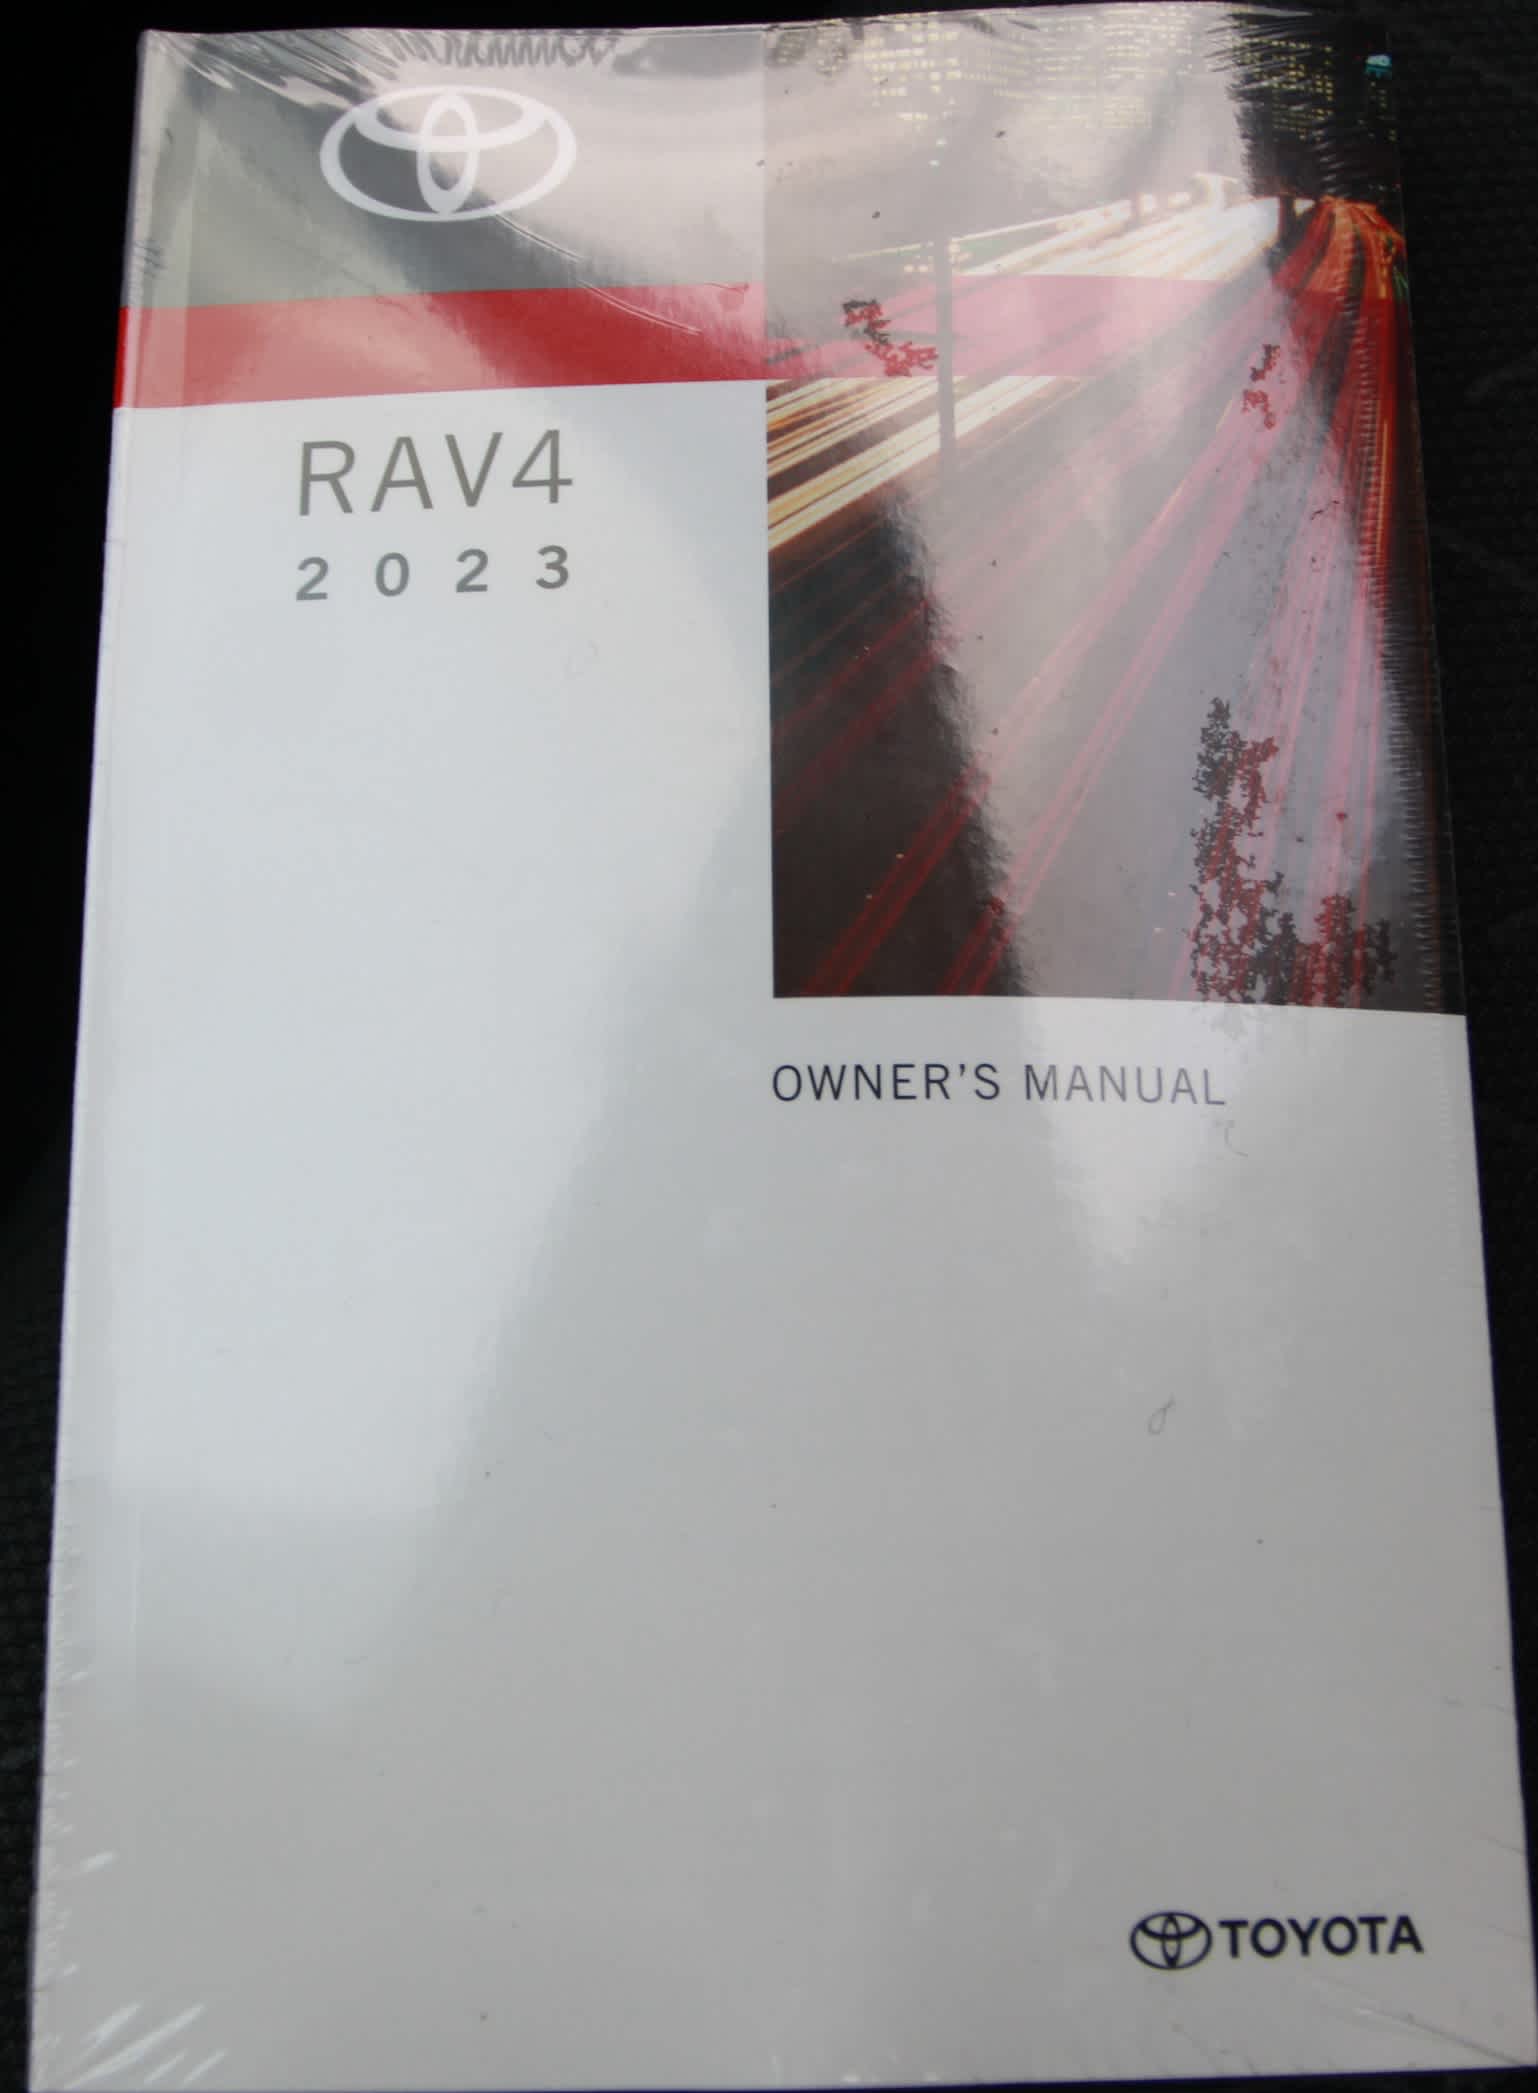 RAV4
2023
OWNER'S MANUAL
TOYOTA